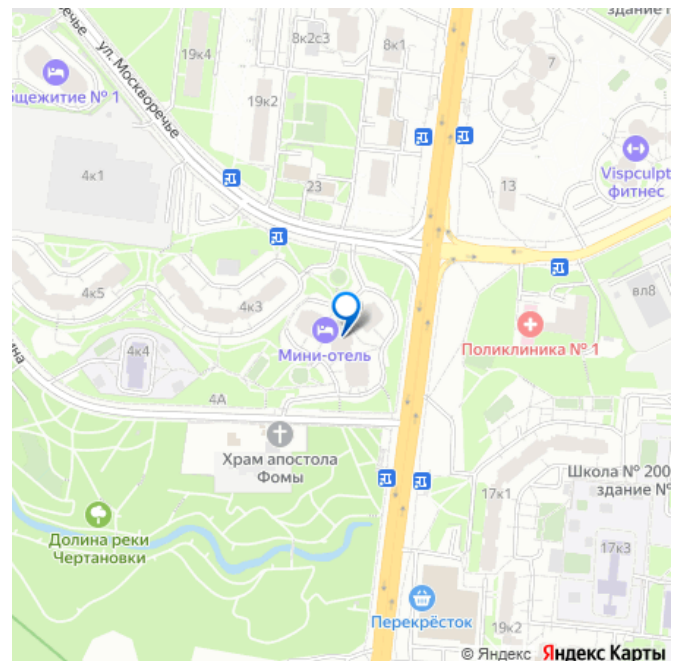 здание
8к2с3
8к1
19к4
7
ул. Москворечье
бщежитие № 1
19к2
Vispculpt
фитнес
4к1
23
13
4к5
4к3
вл8
Мини-отель
Поликлиника № 1
4к4
ина
4А
Храм апостола
Фомы
Школа № 200
здание №
17к1
Долина реки
Чертановки
17к3
Перекрёсток
19к2
© Яндекс Яндекс Карты